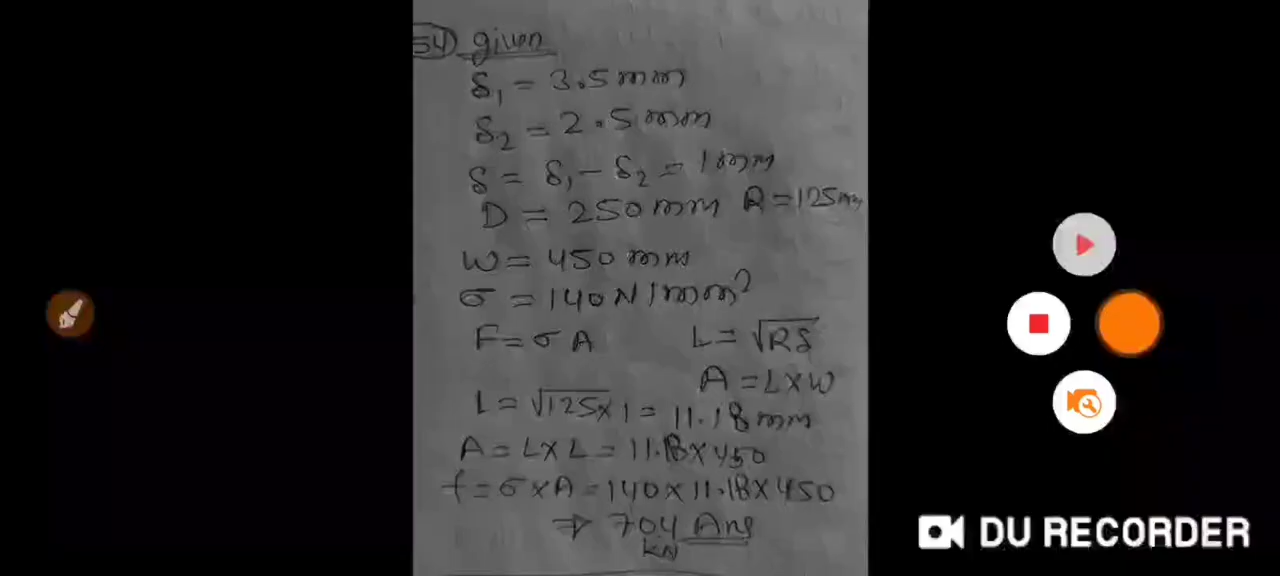 54) given
δ₁ = 3.5 mm
δ₂ = 2.5 mm
δ = δ₁ - δ₂ = 1 mm
D = 250 mm R = 125 mm
W = 450 mm
σ = 140 N/mm²
F = σ A L = √Rδ
A = L×W
L = √125×1 = 11.18 mm
A = L×L = 11.18×450
f = σ×A = 140×11.18×450
⇒ 704 Ans
kN
DU RECORDER